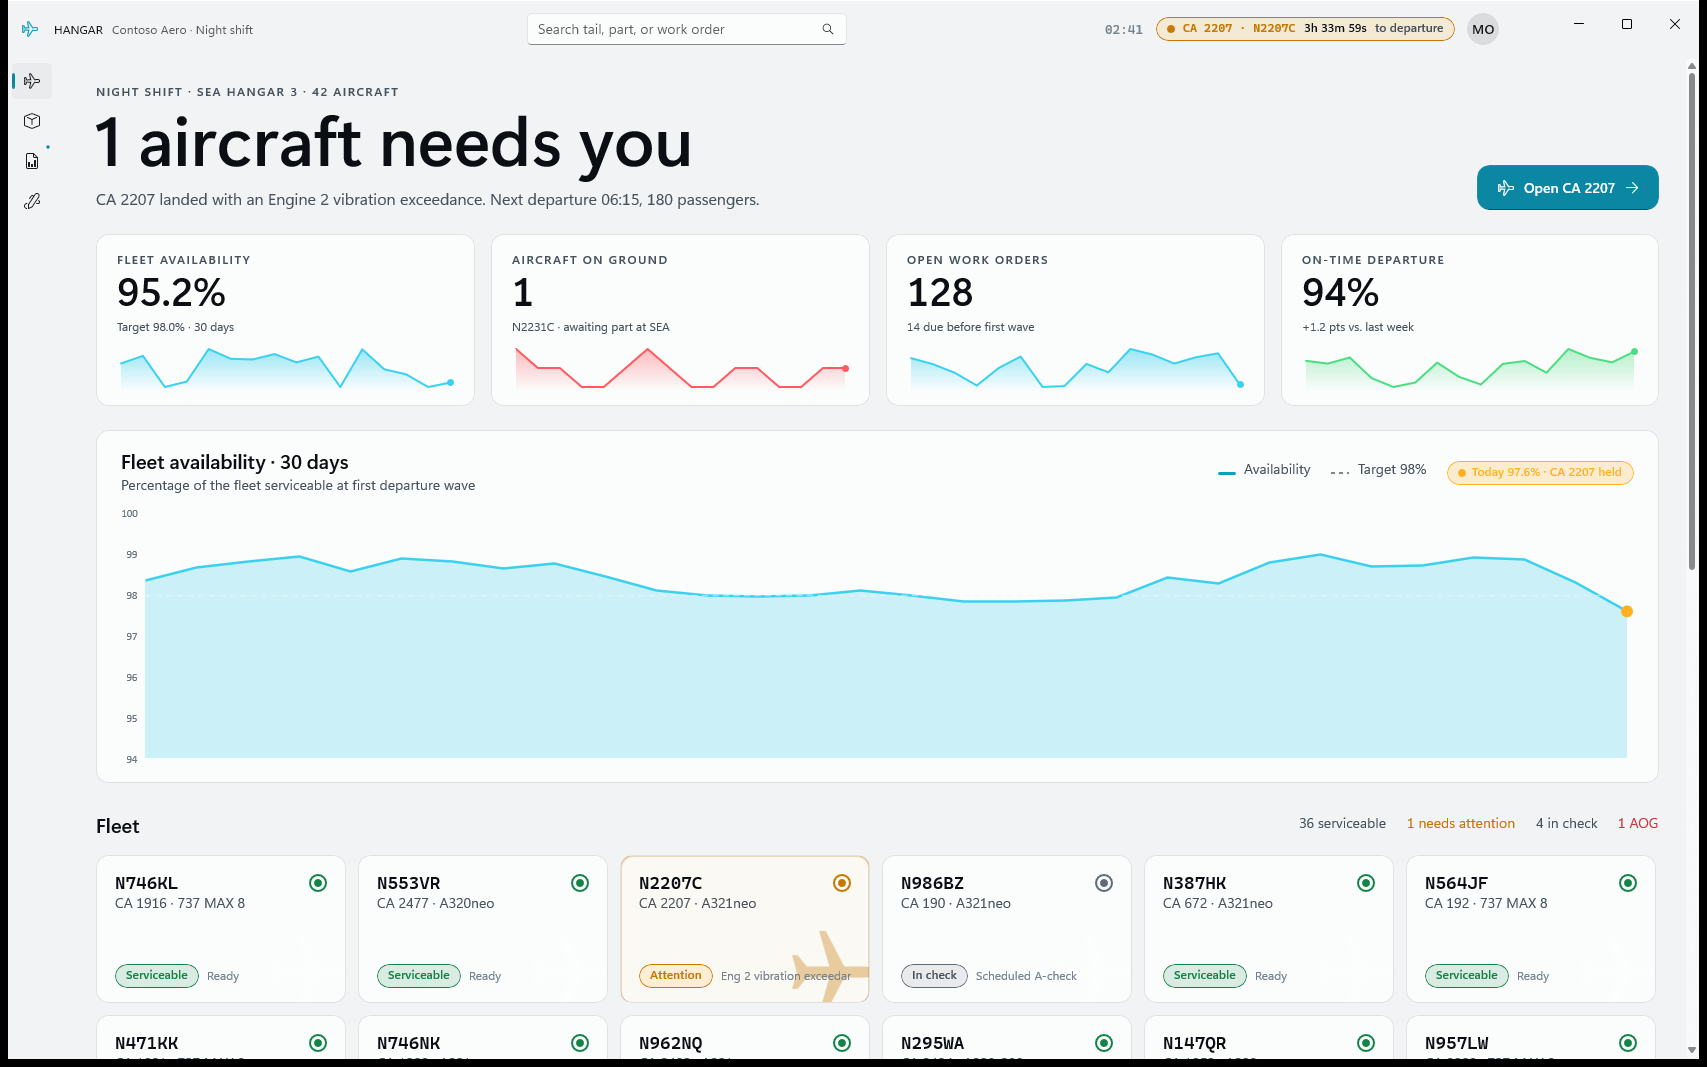 HANGAR Contoso Aero · Night shift
Search tail, part, or work order
02:41
CA 2207 · N2207C 3h 33m 59s to departure
MO
NIGHT SHIFT · SEA HANGAR 3 · 42 AIRCRAFT
1 aircraft needs you
CA 2207 landed with an Engine 2 vibration exceedance. Next departure 06:15, 180 passengers.
Open CA 2207
FLEET AVAILABILITY
95.2%
Target 98.0% · 30 days
AIRCRAFT ON GROUND
1
N2231C · awaiting part at SEA
OPEN WORK ORDERS
128
14 due before first wave
ON-TIME DEPARTURE
94%
+1.2 pts vs. last week
Fleet availability · 30 days
Percentage of the fleet serviceable at first departure wave
Availability
Target 98%
Today 97.6% · CA 2207 held
100
99
98
97
96
95
94
Fleet
36 serviceable
1 needs attention
4 in check
1 AOG
N746KL
CA 1916 · 737 MAX 8
Serviceable Ready
N553VR
CA 2477 · A320neo
Serviceable Ready
N2207C
CA 2207 · A321neo
Attention Eng 2 vibration exceedar
N986BZ
CA 190 · A321neo
In check Scheduled A-check
N387HK
CA 672 · A321neo
Serviceable Ready
N564JF
CA 192 · 737 MAX 8
Serviceable Ready
N471KK
N746NK
N962NQ
N295WA
N147QR
N957LW